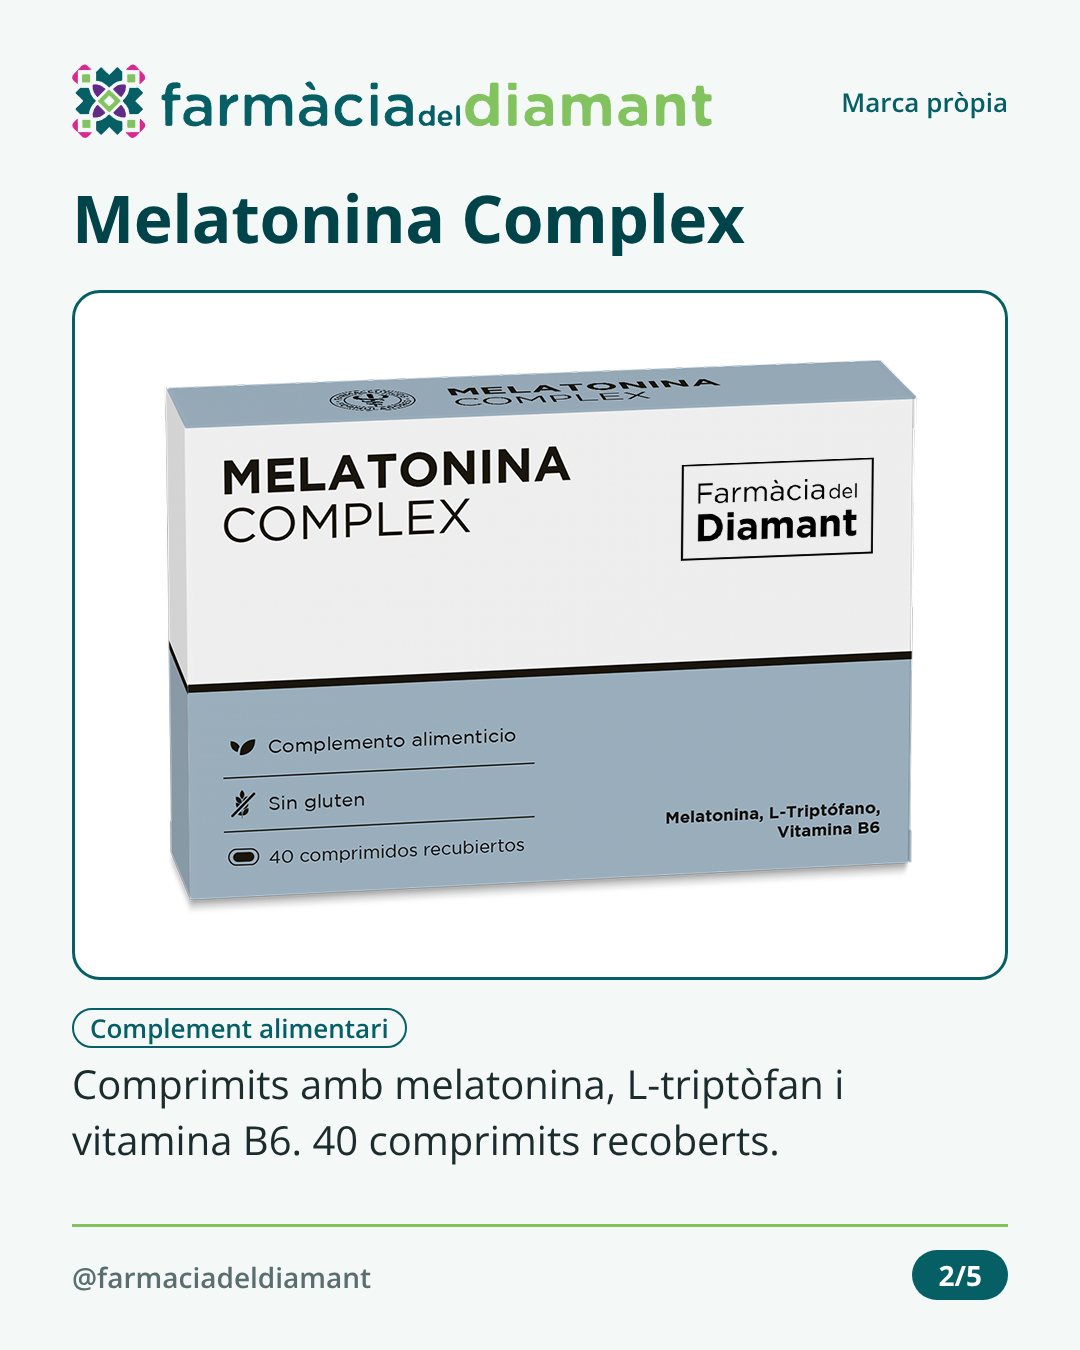 farmàciadeldiamant
Marca pròpia
Melatonina Complex
MELATONINA
COMPLEX
MELATONINA
COMPLEX
Farmàcia del
Diamant
Complemento alimenticio
Sin gluten
40 comprimidos recubiertos
Melatonina, L-Triptófano,
Vitamina B6
Complement alimentari
Comprimits amb melatonina, L-triptòfan i
vitamina B6. 40 comprimits recoberts.
@farmaciadeldiamant
2/5